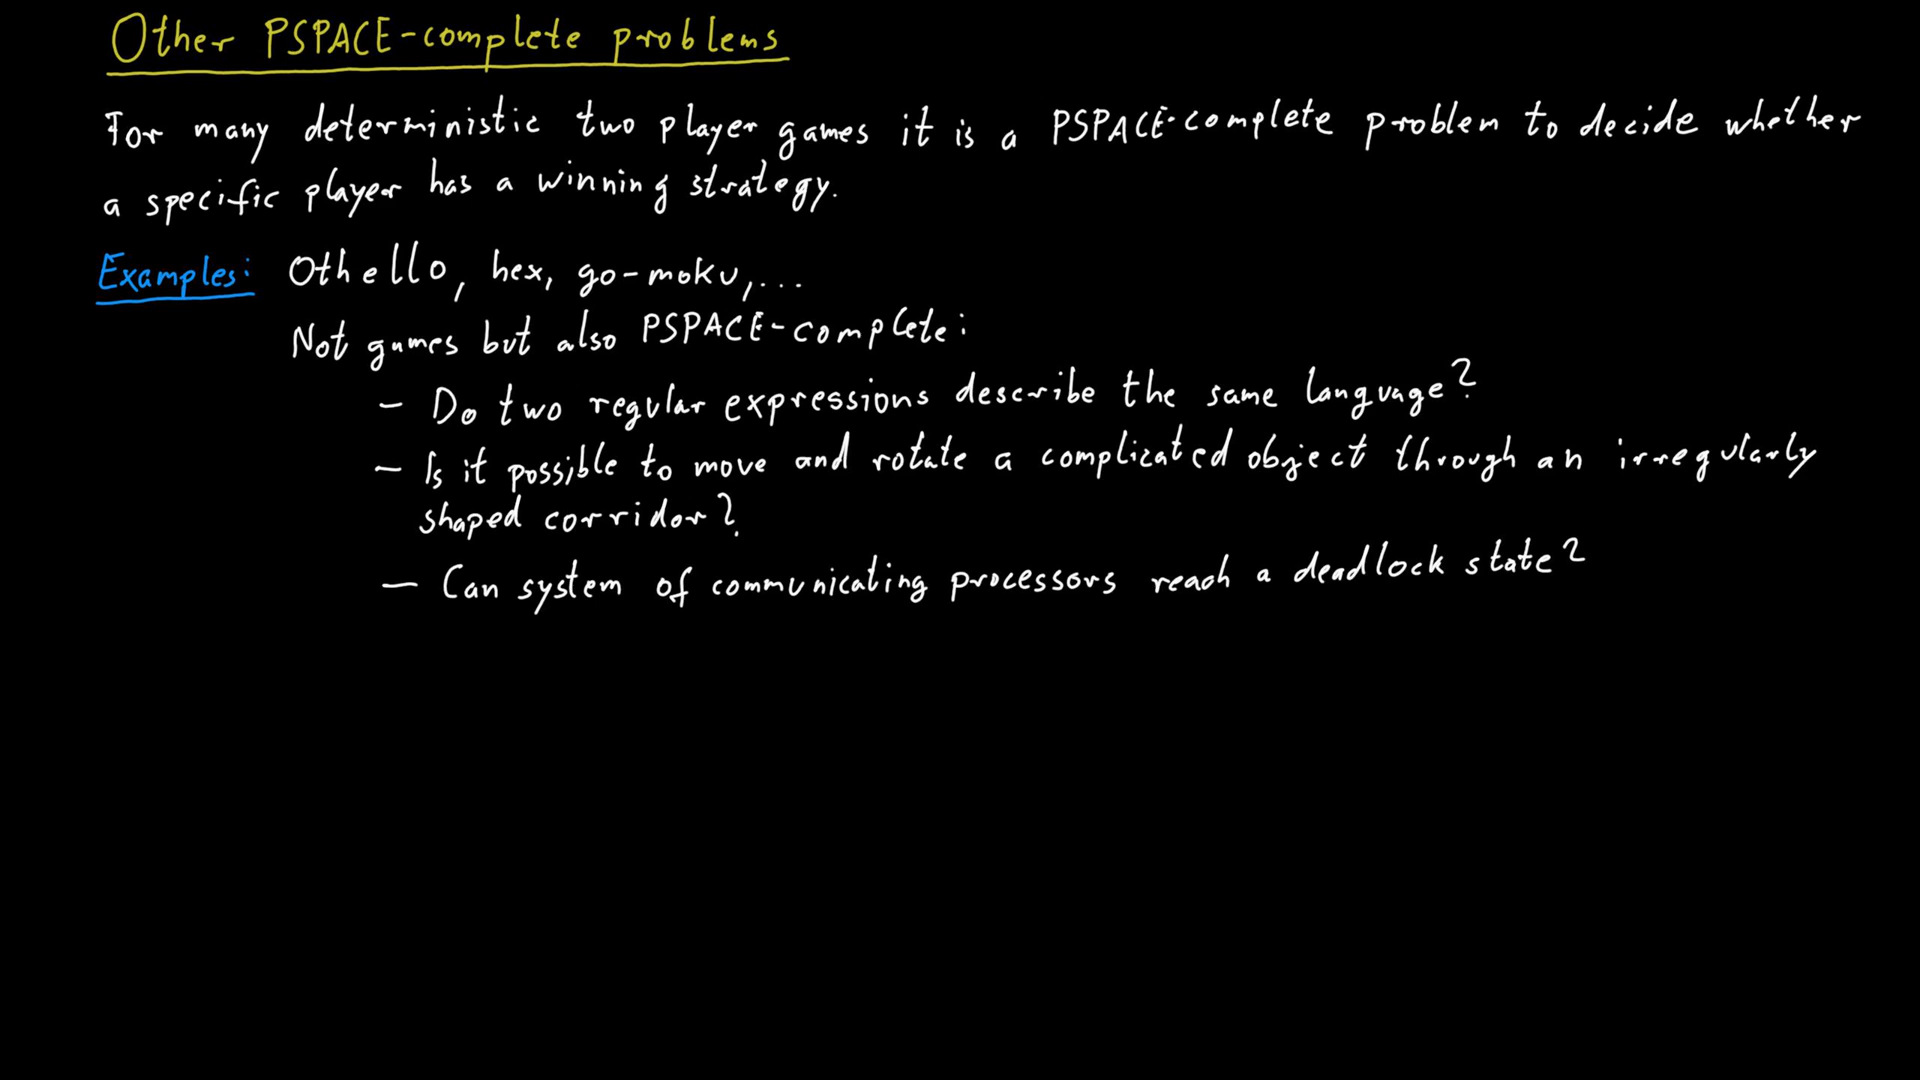 Other PSPACE-complete problems
For many deterministic two player games it is a PSPACE-complete problem to decide whether
a specific player has a winning strategy.
Examples: Othello, hex, go-moku,...
Not games but also PSPACE-complete:
- Do two regular expressions describe the same language?
- Is it possible to move and rotate a complicated object through an irregularly
shaped corridor?
- Can system of communicating processors reach a deadlock state?